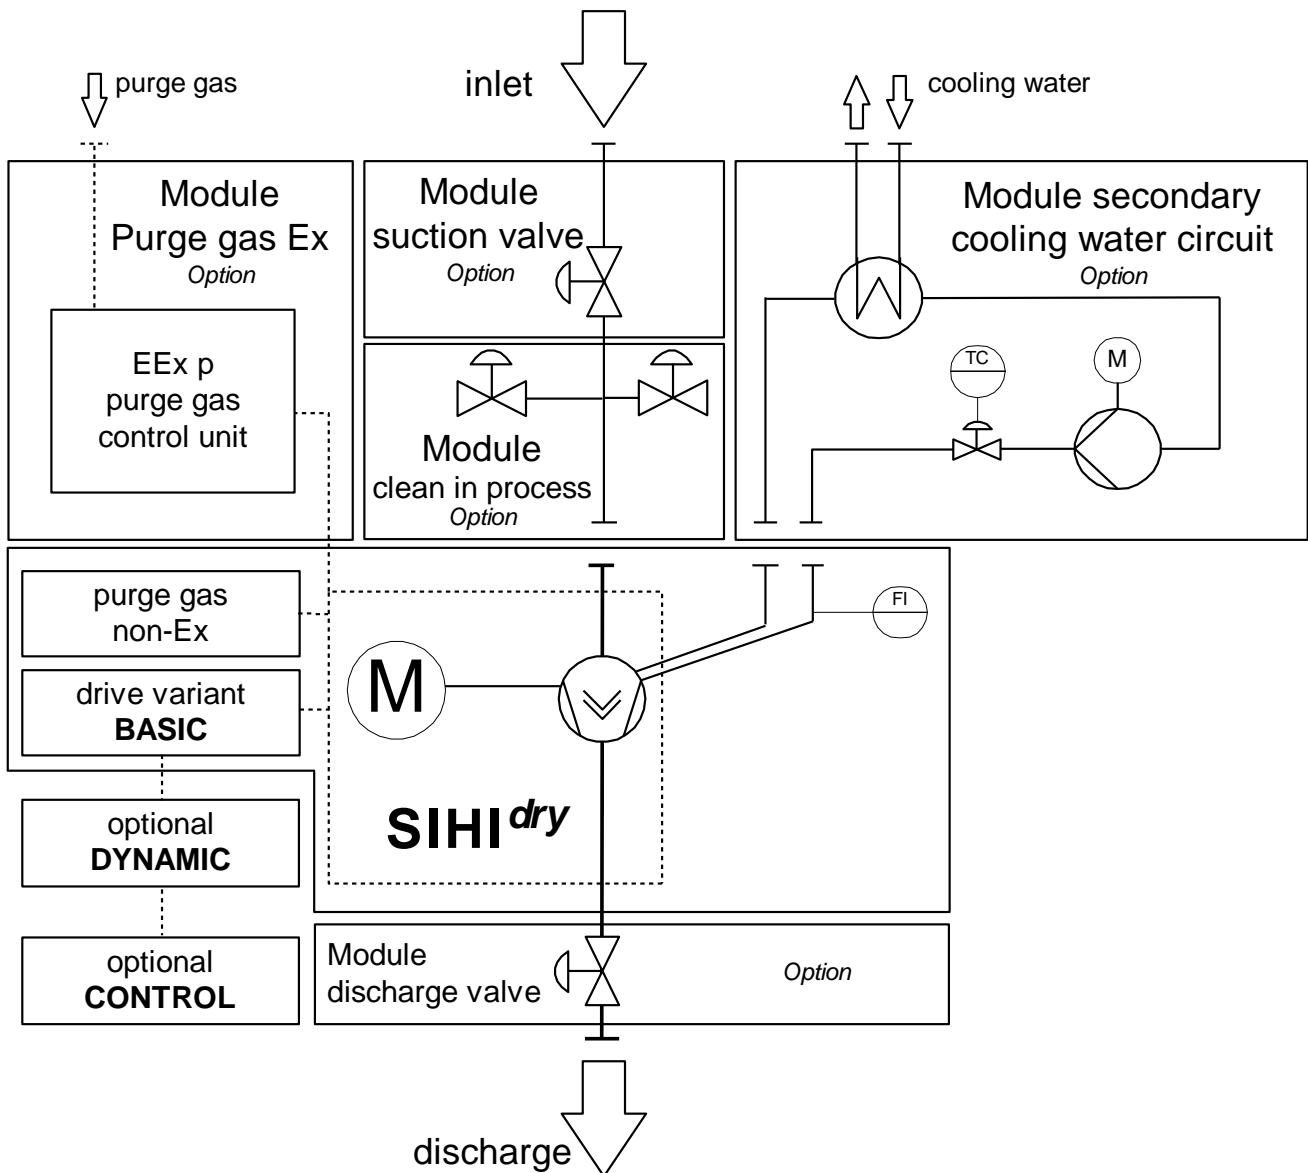 purge gas
inlet
cooling water
Module
Purge gas Ex
Option
EEx p
purge gas
control unit
Module
suction valve
Option
Module
clean in process
Option
Module secondary
cooling water circuit
Option
TC
M
purge gas
non-Ex
drive variant
BASIC
optional
DYNAMIC
optional
CONTROL
M
FI
SIHI dry
Module
discharge valve
Option
discharge